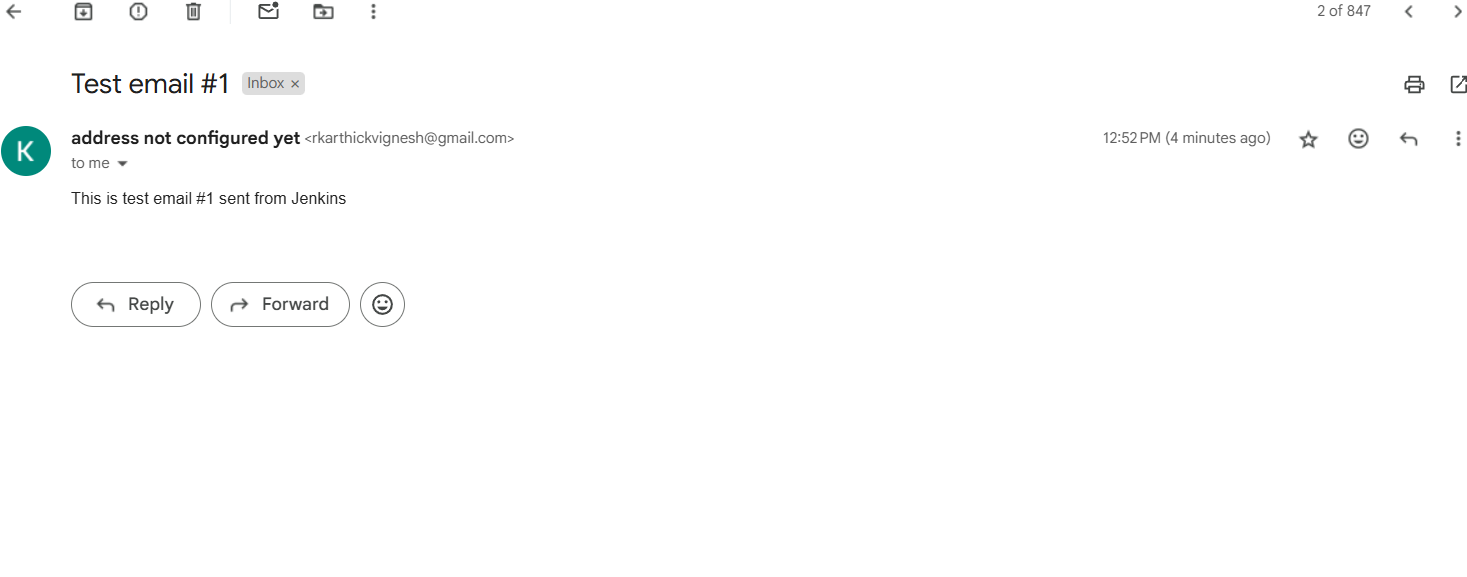 2 of 847
Test email #1 Inbox ×
K
address not configured yet <rkarthickvignesh@gmail.com> 12:52 PM (4 minutes ago)
to me
This is test email #1 sent from Jenkins
Reply Forward